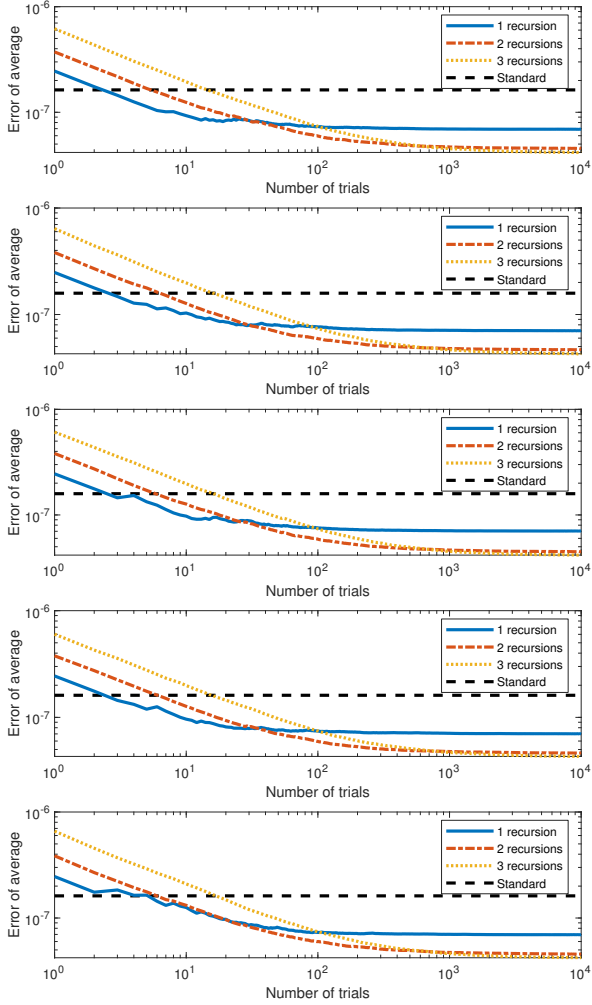 10^-6
10^-7
Error of average
10^0
10^1
10^2
10^3
10^4
Number of trials
1 recursion
2 recursions
3 recursions
Standard
10^-6
10^-7
Error of average
10^0
10^1
10^2
10^3
10^4
Number of trials
1 recursion
2 recursions
3 recursions
Standard
10^-6
10^-7
Error of average
10^0
10^1
10^2
10^3
10^4
Number of trials
1 recursion
2 recursions
3 recursions
Standard
10^-6
10^-7
Error of average
10^0
10^1
10^2
10^3
10^4
Number of trials
1 recursion
2 recursions
3 recursions
Standard
10^-6
10^-7
Error of average
10^0
10^1
10^2
10^3
10^4
Number of trials
1 recursion
2 recursions
3 recursions
Standard